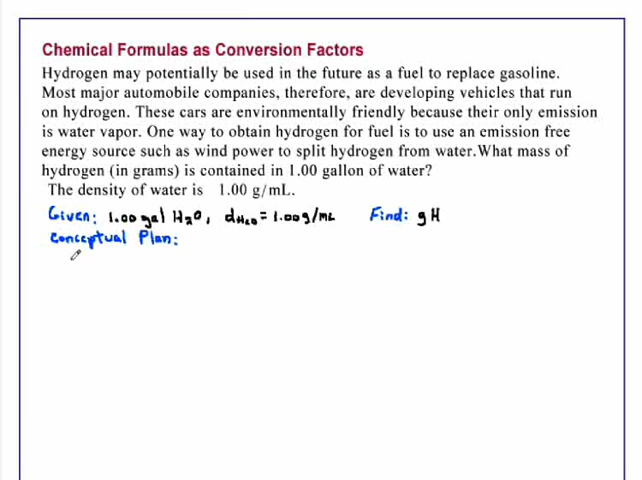 Chemical Formulas as Conversion Factors
Hydrogen may potentially be used in the future as a fuel to replace gasoline.
Most major automobile companies, therefore, are developing vehicles that run
on hydrogen. These cars are environmentally friendly because their only emission
is water vapor. One way to obtain hydrogen for fuel is to use an emission free
energy source such as wind power to split hydrogen from water.What mass of
hydrogen (in grams) is contained in 1.00 gallon of water?
The density of water is 1.00 g/mL.
Given: 1.00 gal H₂O, dH₂O = 1.00 g/mL Find: g H
Conceptual Plan: